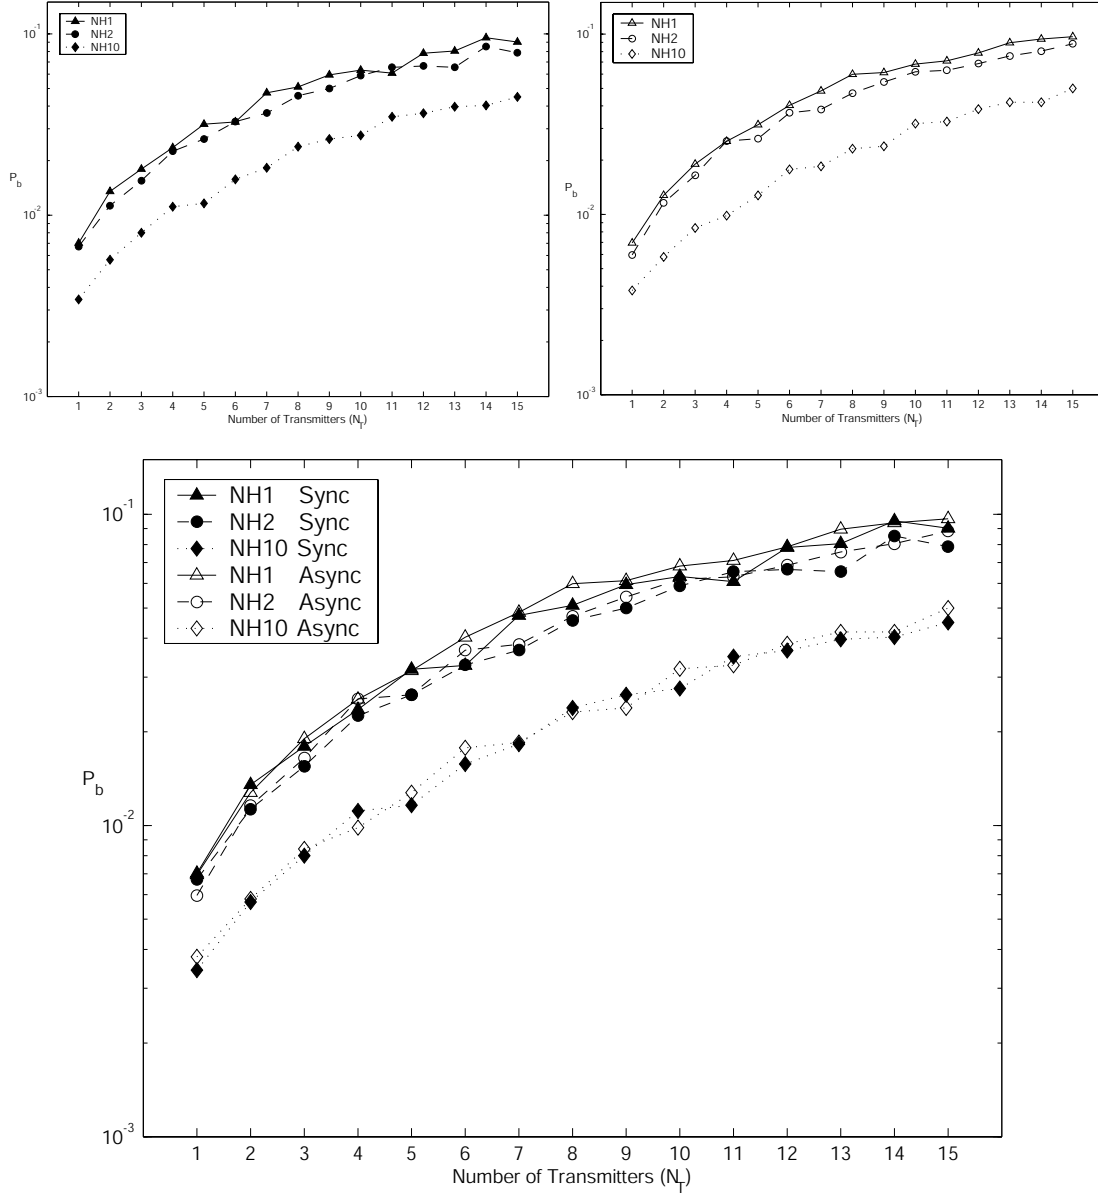 NH1
NH2
NH10
10^-1
P_b
10^-2
10^-3
1 2 3 4 5 6 7 8 9 10 11 12 13 14 15
Number of Transmitters (N_T)
NH1
NH2
NH10
10^-1
P_b
10^-2
10^-3
1 2 3 4 5 6 7 8 9 10 11 12 13 14 15
Number of Transmitters (N_T)
NH1 Sync
NH2 Sync
NH10 Sync
NH1 Async
NH2 Async
NH10 Async
10^-1
P_b
10^-2
10^-3
1 2 3 4 5 6 7 8 9 10 11 12 13 14 15
Number of Transmitters (N_T)